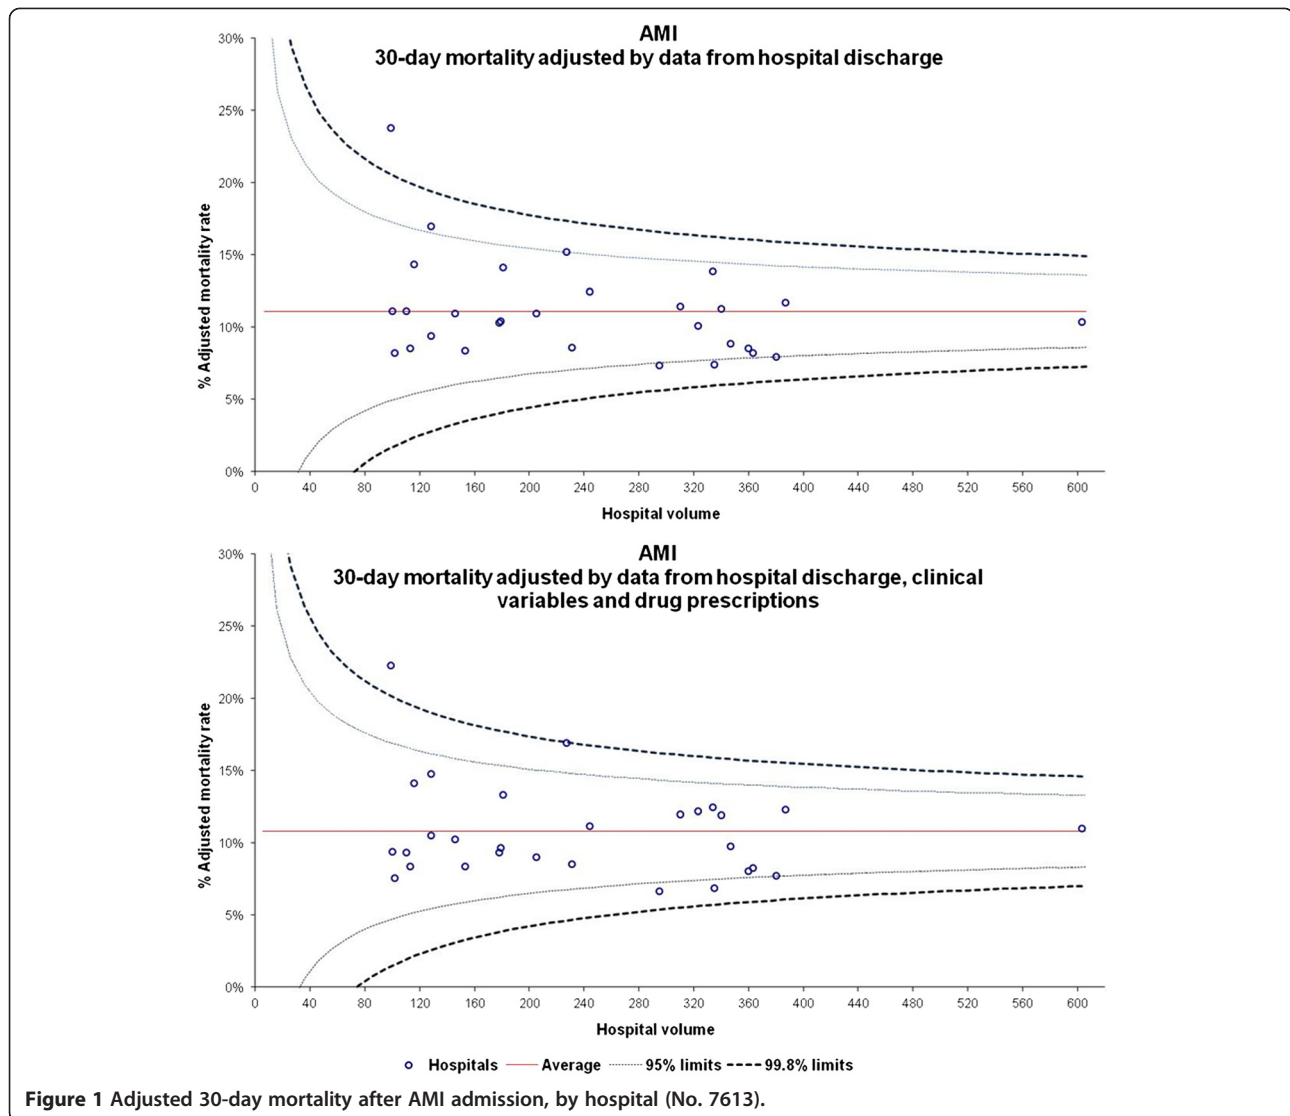 AMI
30-day mortality adjusted by data from hospital discharge
30%
25%
20%
15%
10%
5%
0%
% Adjusted mortality rate
0 40 80 120 160 200 240 280 320 360 400 440 480 520 560 600
Hospital volume
AMI
30-day mortality adjusted by data from hospital discharge, clinical
variables and drug prescriptions
30%
25%
20%
15%
10%
5%
0%
% Adjusted mortality rate
0 40 80 120 160 200 240 280 320 360 400 440 480 520 560 600
Hospital volume
Hospitals Average 95% limits 99.8% limits
Figure 1 Adjusted 30-day mortality after AMI admission, by hospital (No. 7613).